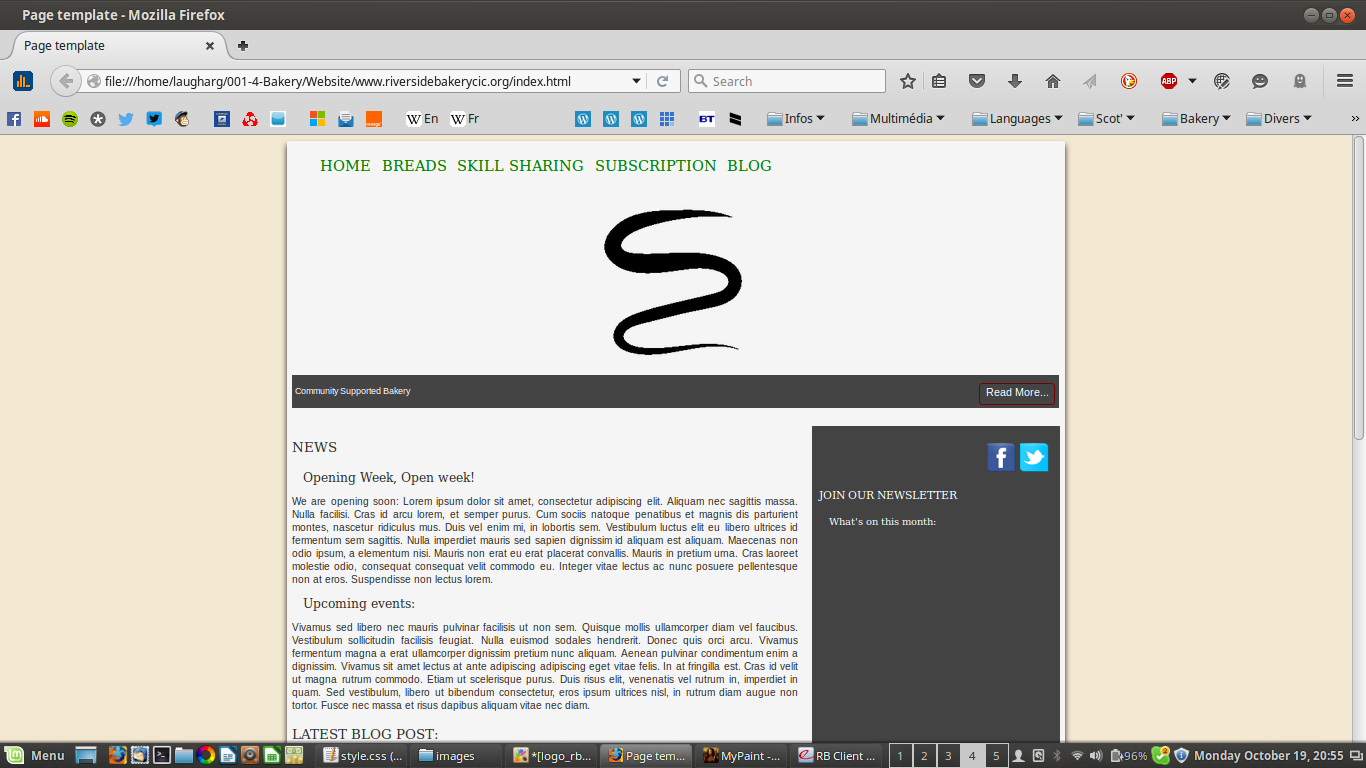 Page template - Mozilla Firefox
Page template
file:///home/laugharg/001-4-Bakery/Website/www.riversidebakerycic.org/index.html
Search
ABP
W En
W Fr
BT
Infos
Multimédia
Languages
Scot'
Bakery
Divers
HOME BREADS SKILL SHARING SUBSCRIPTION BLOG
Community Supported Bakery
Read More...
NEWS
Opening Week, Open week!
We are opening soon: Lorem ipsum dolor sit amet, consectetur adipiscing elit. Aliquam nec sagittis massa.
Nulla facilisi. Cras id arcu lorem, et semper purus. Cum sociis natoque penatibus et magnis dis parturient
montes, nascetur ridiculus mus. Duis vel enim mi, in lobortis sem. Vestibulum luctus elit eu libero ultrices id
fermentum sem sagittis. Nulla imperdiet mauris sed sapien dignissim id aliquam est aliquam. Maecenas non
odio ipsum, a elementum nisi. Mauris non erat eu erat placerat convallis. Mauris in pretium urna. Cras laoreet
molestie odio, consequat consequat velit commodo eu. Integer vitae lectus ac nunc posuere pellentesque
non at eros. Suspendisse non lectus lorem.
Upcoming events:
Vivamus sed libero nec mauris pulvinar facilisis ut non sem. Quisque mollis ullamcorper diam vel faucibus.
Vestibulum sollicitudin facilisis feugiat. Nulla euismod sodales hendrerit. Donec quis orci arcu. Vivamus
fermentum magna a erat ullamcorper dignissim pretium nunc aliquam. Aenean pulvinar condimentum enim a
dignissim. Vivamus sit amet lectus at ante adipiscing adipiscing eget vitae felis. In at fringilla est. Cras id velit
ut magna rutrum commodo. Etiam ut scelerisque purus. Duis risus elit, venenatis vel rutrum in, imperdiet in
quam. Sed vestibulum, libero ut bibendum consectetur, eros ipsum ultrices nisl, in rutrum diam augue non
tortor. Fusce nec massa et risus dapibus aliquam vitae nec diam.
LATEST BLOG POST:
JOIN OUR NEWSLETTER
What's on this month:
Menu
style.css (...
images
*[logo_rb...
Page tem...
MyPaint -...
RB Client ...
1 2 3 4 5
96%
2
Monday October 19, 20:55